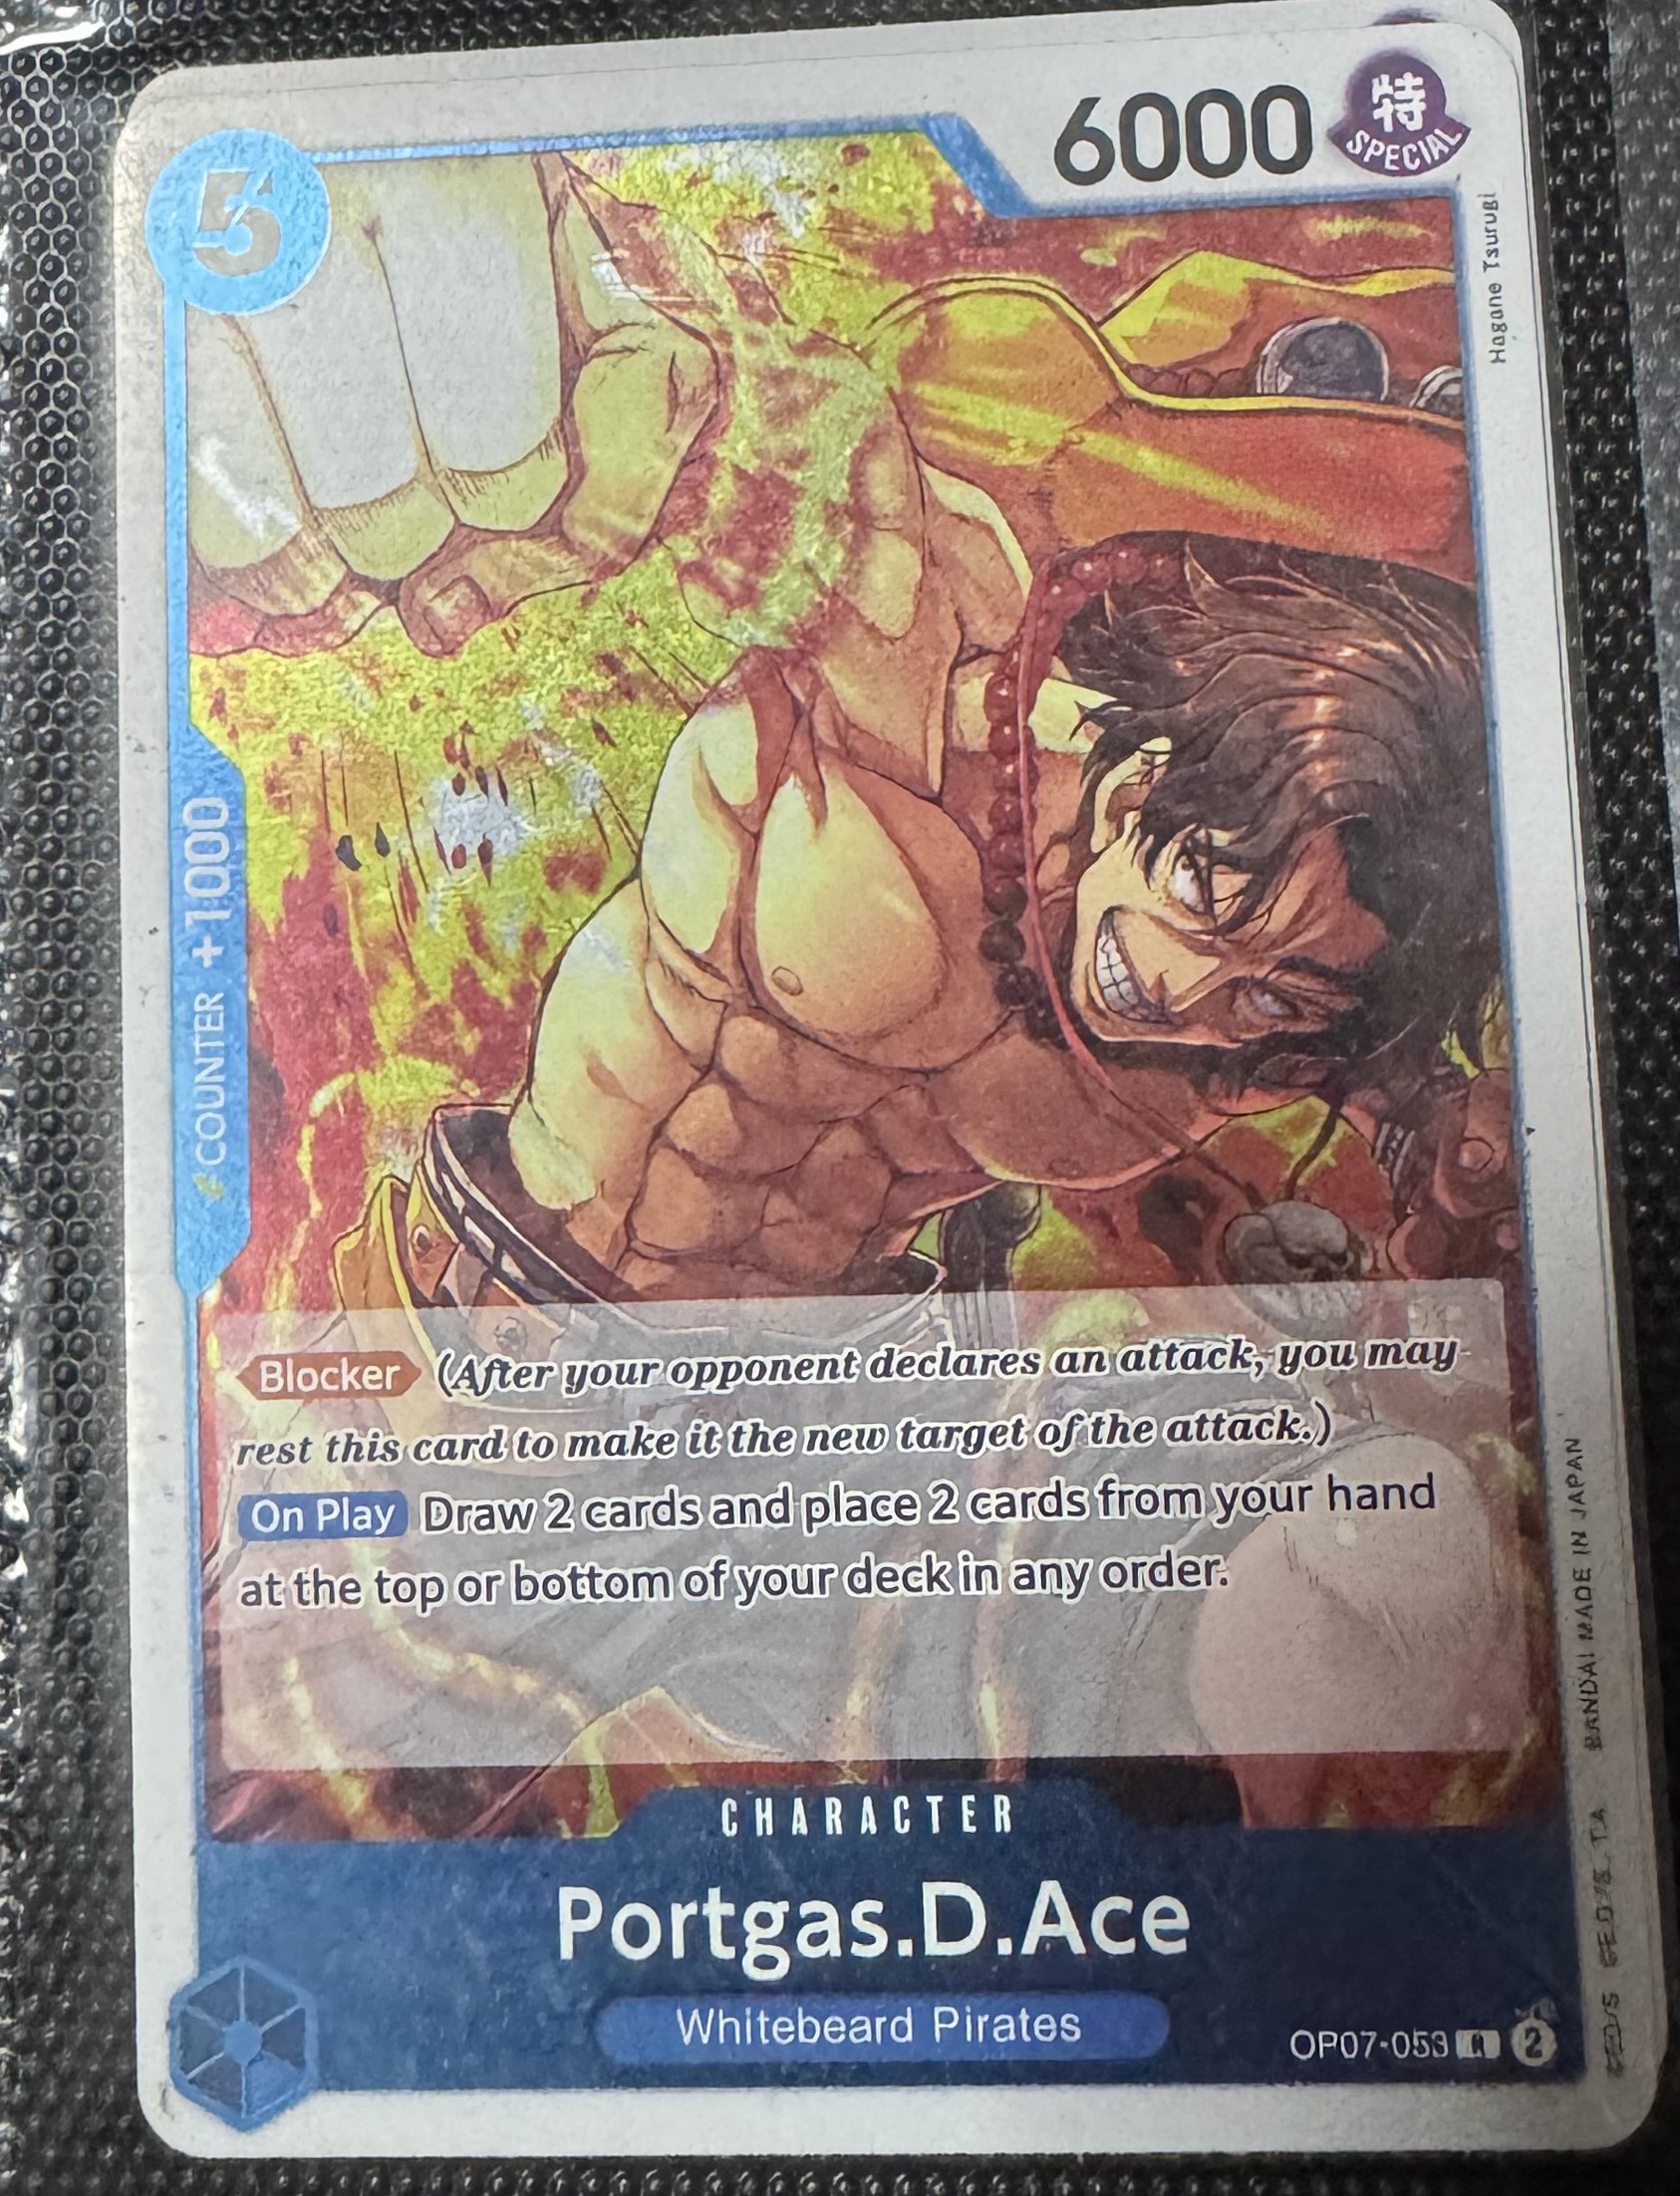 5
6000
特
SPECIAL
Hagane Tsurugi
COUNTER +1000
Blocker (After your opponent declares an attack, you may
rest this card to make it the new target of the attack.)
On Play Draw 2 cards and place 2 cards from your hand
at the top or bottom of your deck in any order.
CHARACTER
Portgas.D.Ace
Whitebeard Pirates
OP07-053 R 2
BANDAI MADE IN JAPAN